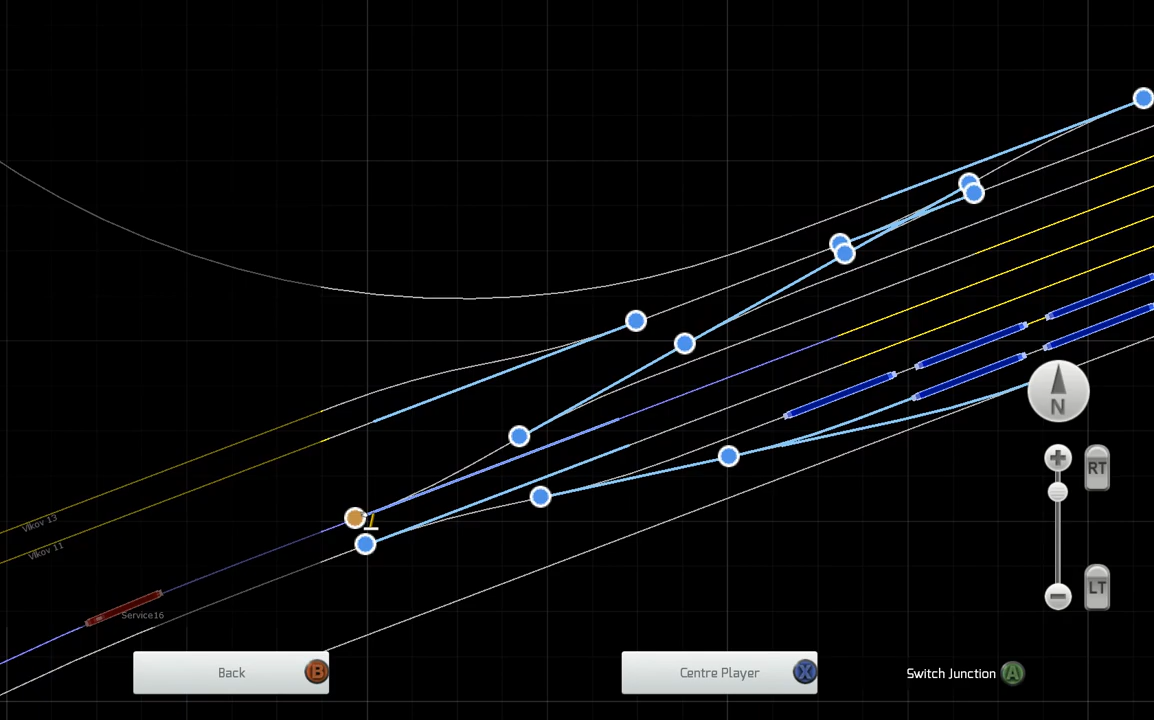 N
RT
LT
Vlkov 13
Vlkov 11
Service16
Back B
Centre Player X
Switch Junction A